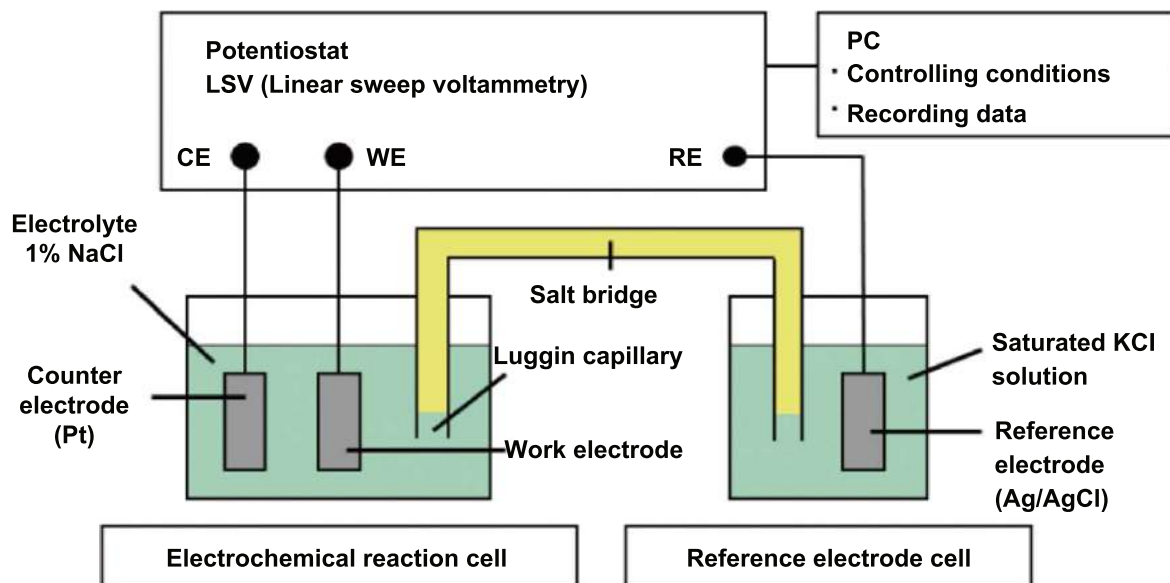 Potentiostat
LSV (Linear sweep voltammetry)
PC
· Controlling conditions
· Recording data
CE
WE
RE
Electrolyte
1% NaCl
Salt bridge
Luggin capillary
Counter
electrode
(Pt)
Work electrode
Saturated KCl
solution
Reference
electrode
(Ag/AgCl)
Electrochemical reaction cell
Reference electrode cell